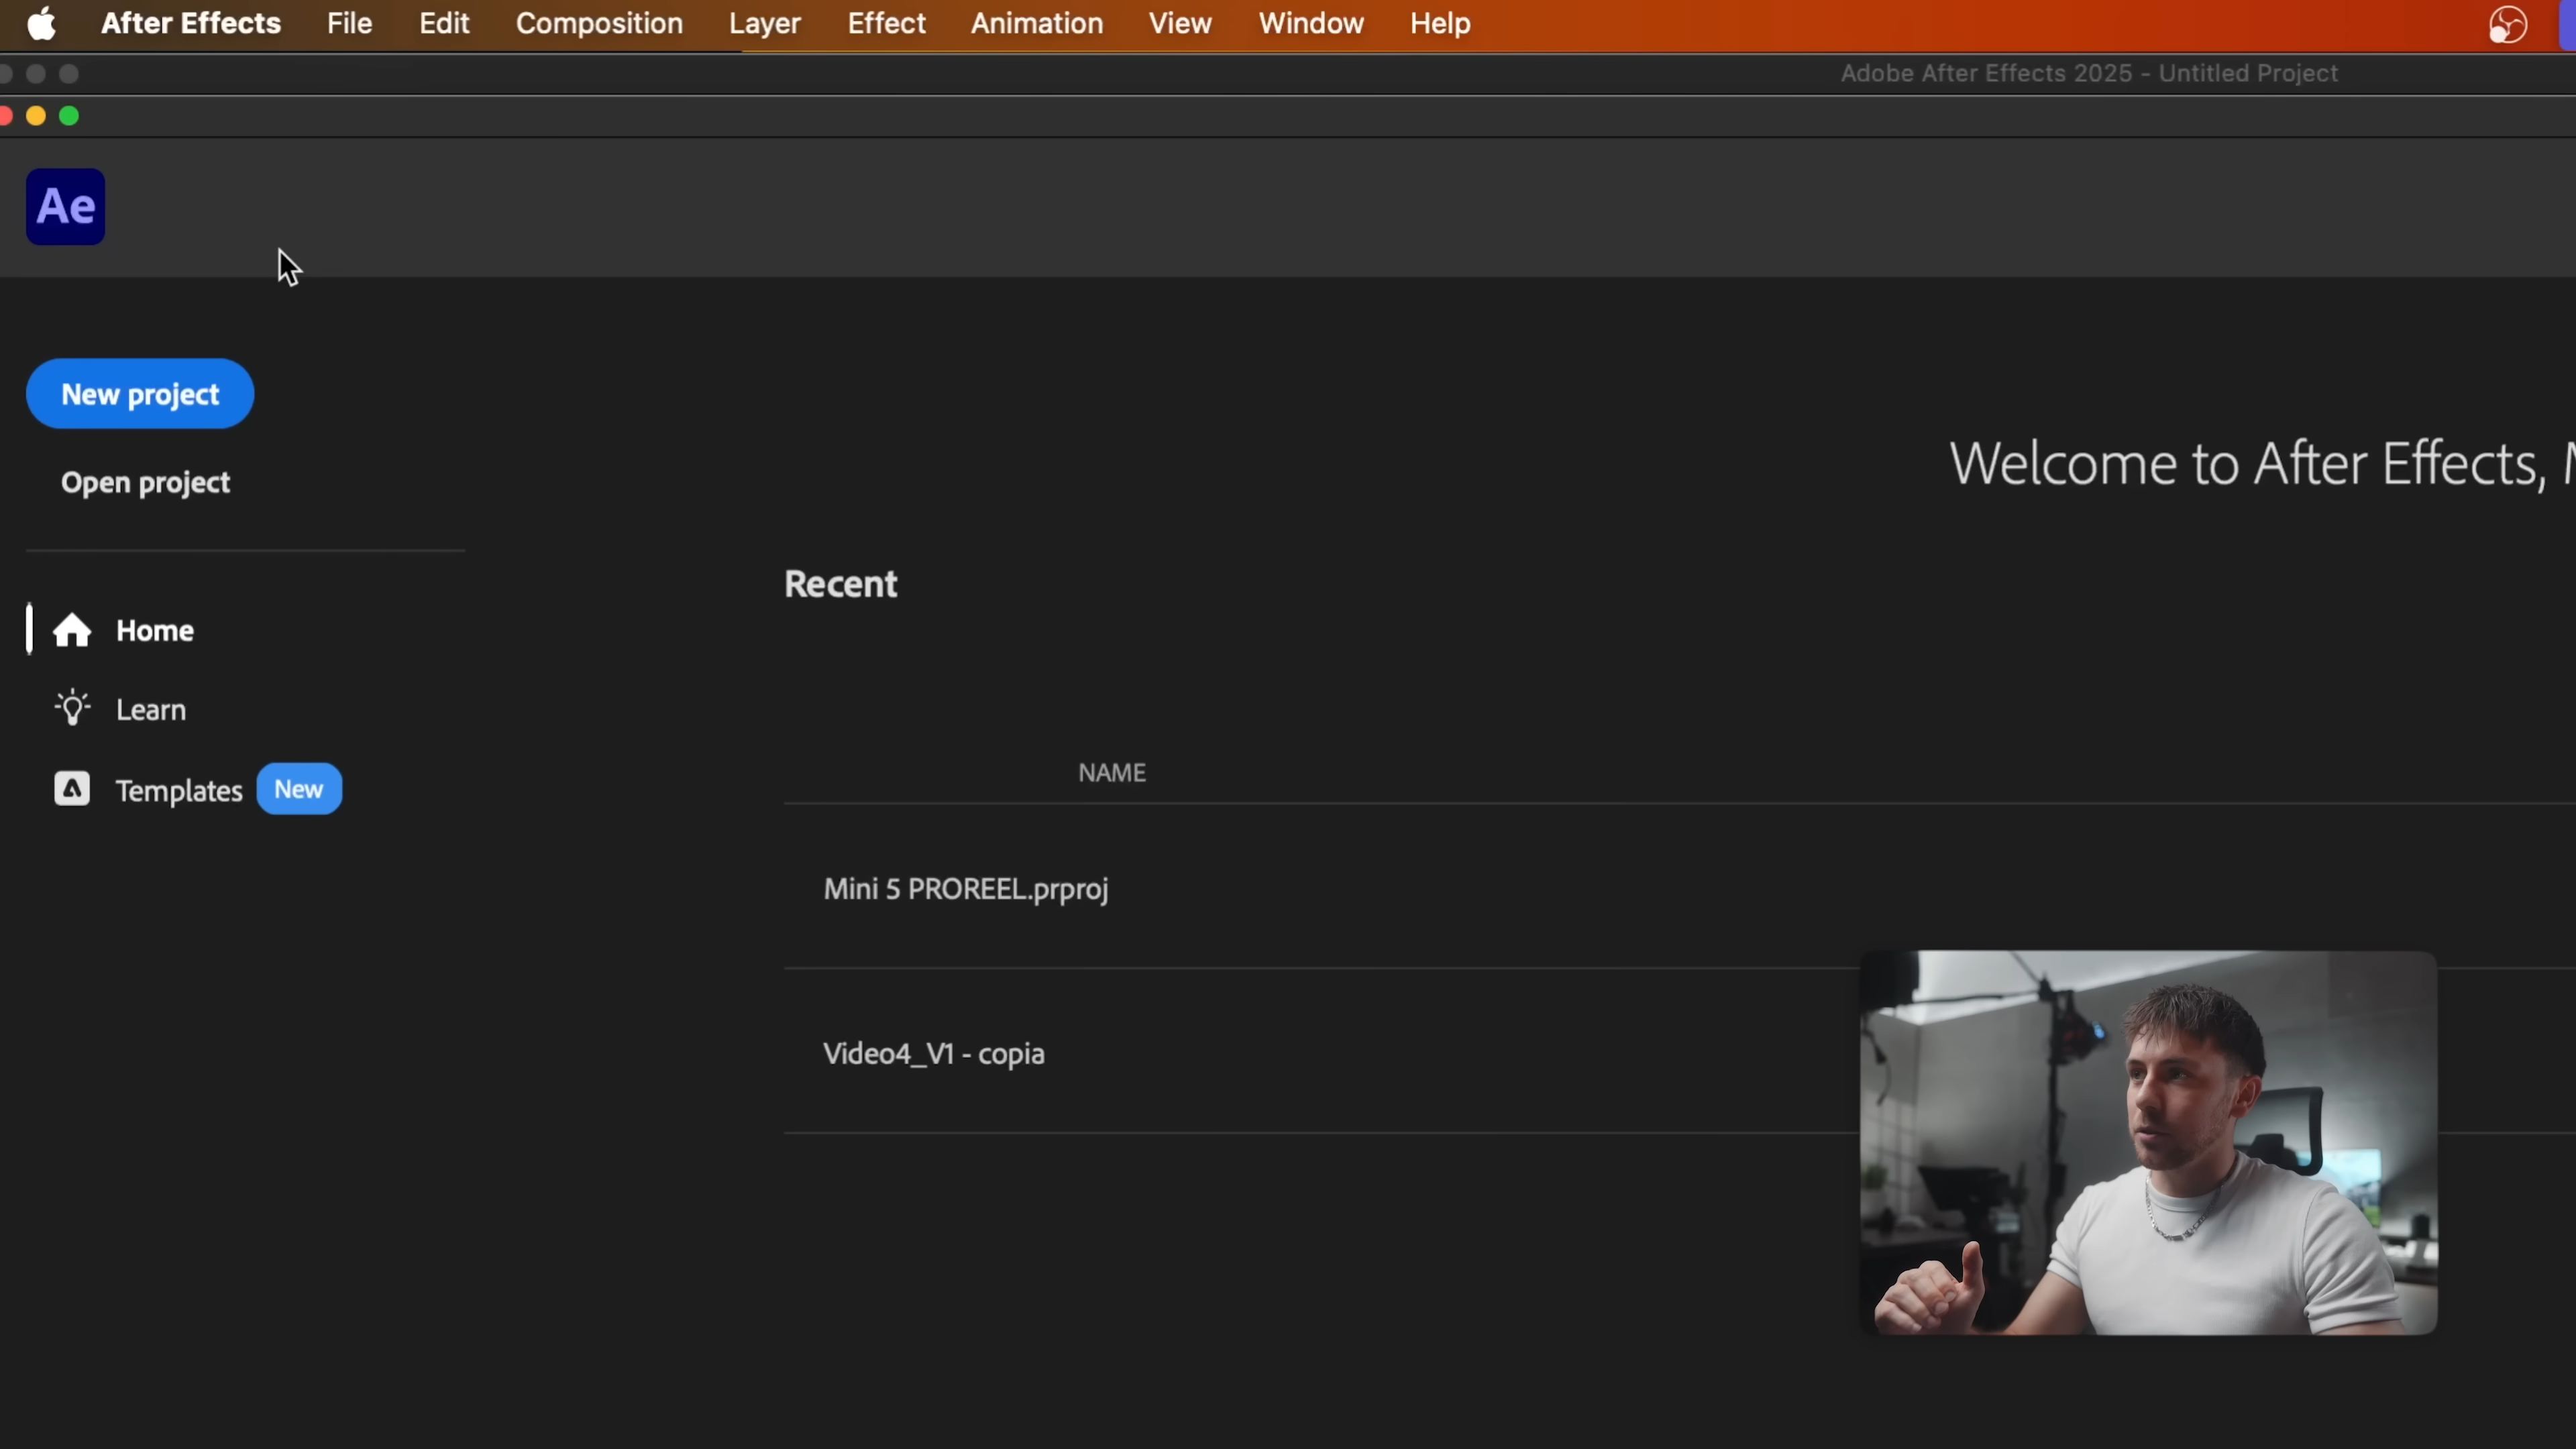 After Effects File Edit Composition Layer Effect Animation View Window Help
Adobe After Effects 2025 - Untitled Project
Ae
New project
Open project
Welcome to After Effects,
Recent
Home
Learn
Templates New
NAME
Mini 5 PROREEL.prproj
Video4_V1 - copia